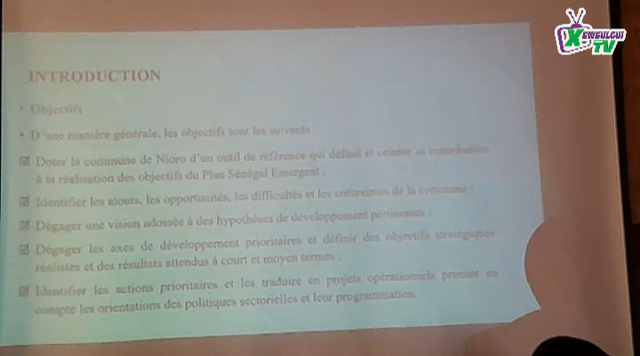 XEWEULGUI
TV
INTRODUCTION
• Objectifs
• D'une manière générale, les objectifs sont les suivants :
☑ Doter la commune de Nioro d'un outil de référence qui définit et oriente sa contribution
à la réalisation des objectifs du Plan Sénégal Emergent ;
☑ Identifier les atouts, les opportunités, les difficultés et les contraintes de la commune ;
☑ Dégager une vision adossée à des hypothèses de développement pertinentes ;
☑ Dégager les axes de développement prioritaires et définir des objectifs stratégiques
réalistes et des résultats attendus à court et moyen termes ;
☑ Identifier les actions prioritaires et les traduire en projets opérationnels prenant en
compte les orientations des politiques sectorielles et leur programmation.